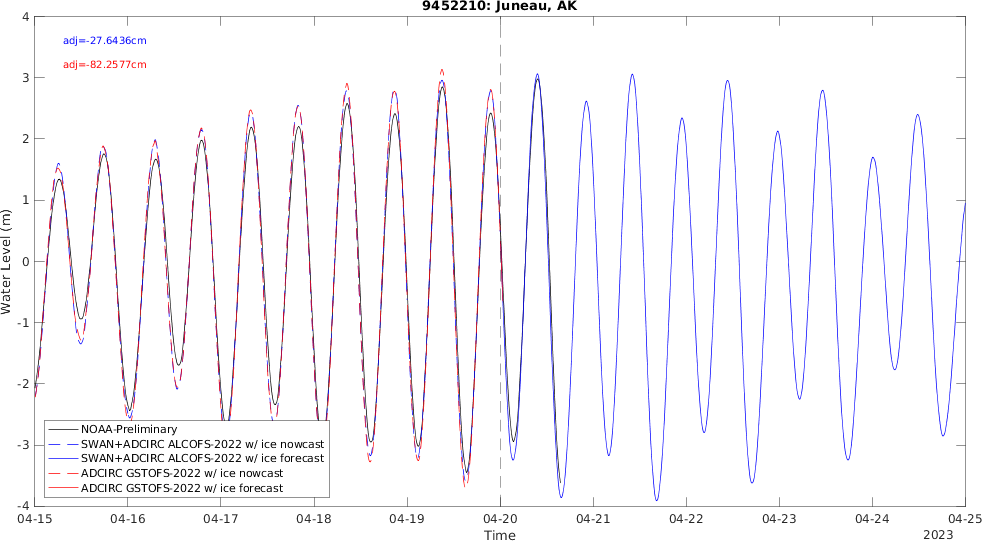 9452210: Juneau, AK
adj=-27.6436cm
adj=-82.2577cm
Water Level (m)
4
3
2
1
0
-1
-2
-3
-4
NOAA-Preliminary
SWAN+ADCIRC ALCOFS-2022 w/ ice nowcast
SWAN+ADCIRC ALCOFS-2022 w/ ice forecast
ADCIRC GSTOFS-2022 w/ ice nowcast
ADCIRC GSTOFS-2022 w/ ice forecast
04-15 04-16 04-17 04-18 04-19 04-20 04-21 04-22 04-23 04-24 04-25
Time
2023